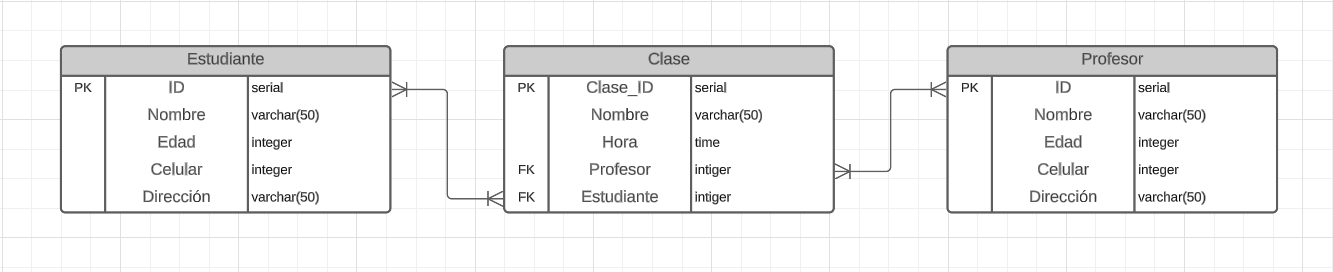 Estudiante
PK ID serial
Nombre varchar(50)
Edad integer
Celular integer
Dirección varchar(50)
Clase
PK Clase_ID serial
Nombre varchar(50)
Hora time
FK Profesor intiger
FK Estudiante intiger
Profesor
PK ID serial
Nombre varchar(50)
Edad integer
Celular integer
Dirección varchar(50)